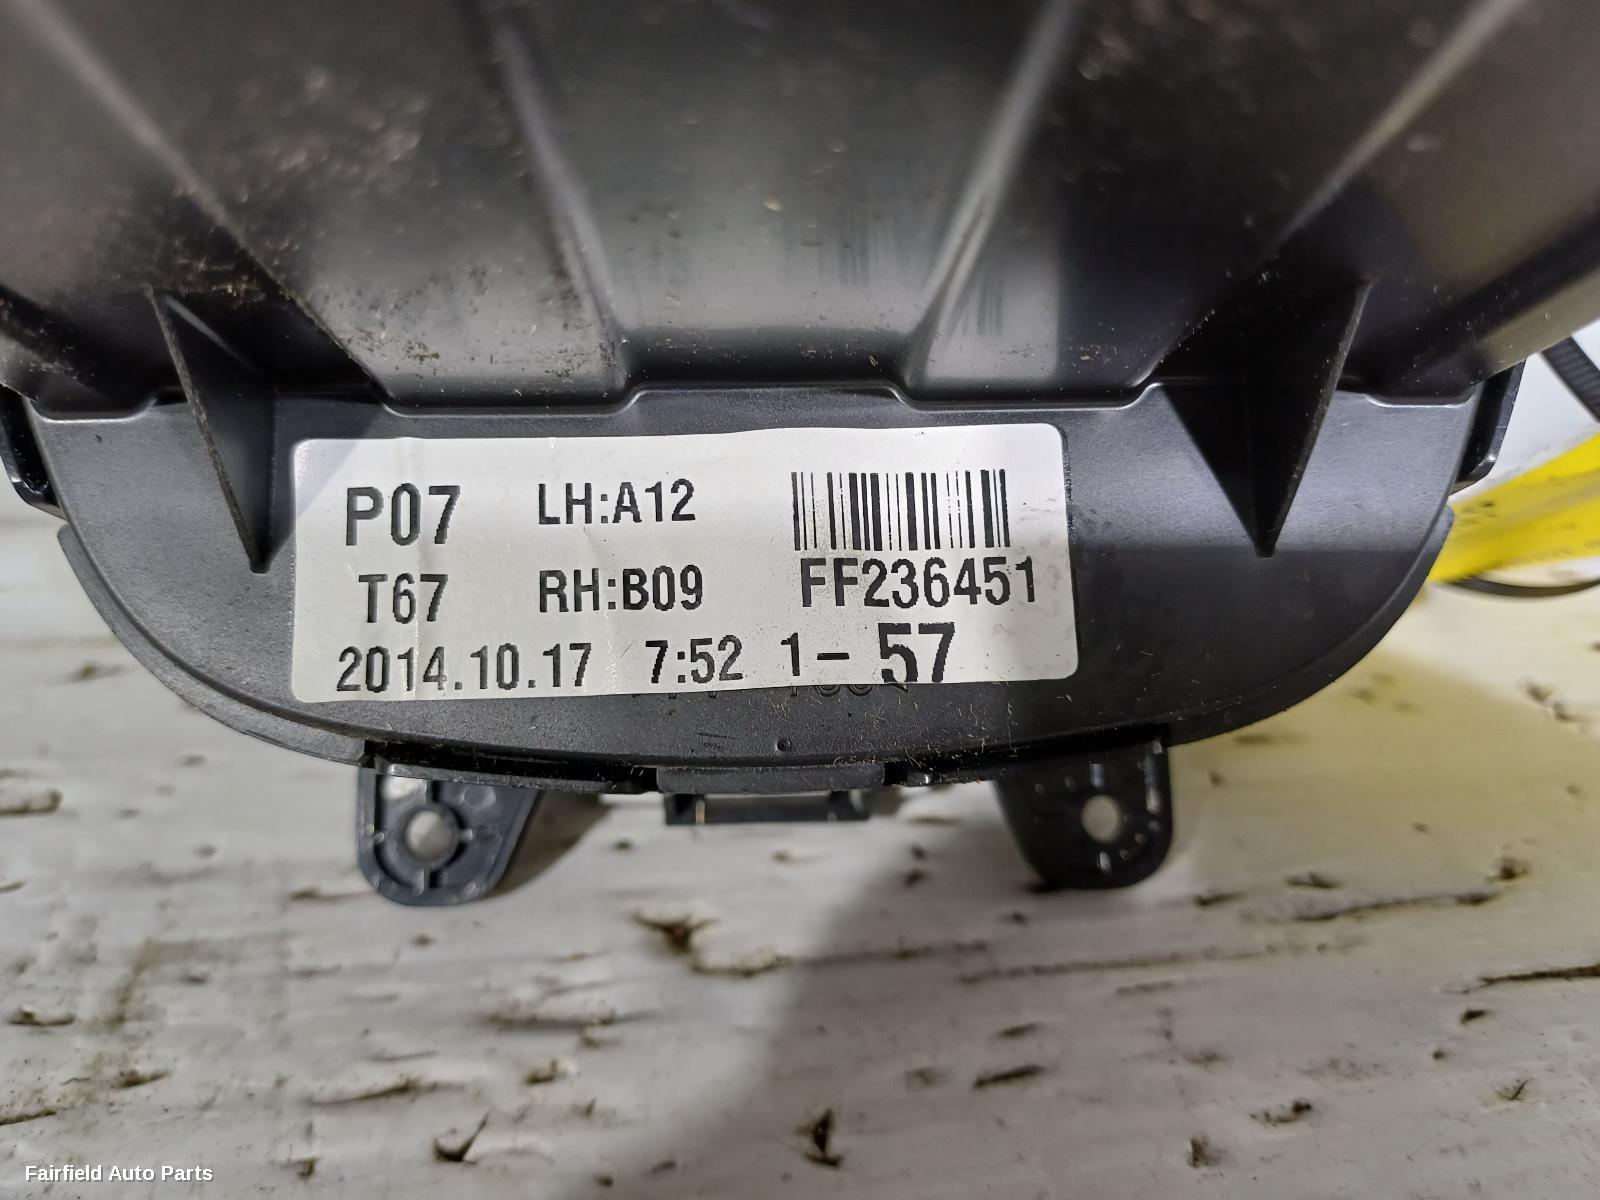 P07 LH:A12
T67 RH:B09 FF236451
2014.10.17 7:52 1- 57
Fairfield Auto Parts